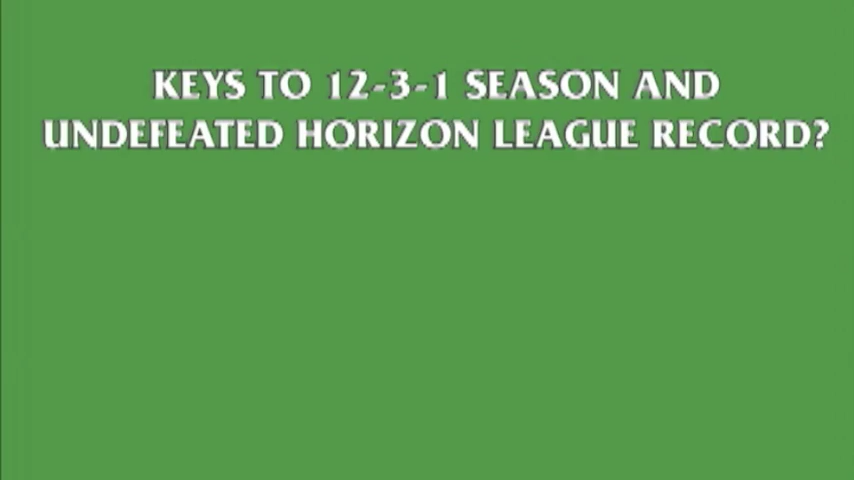 KEYS TO 12-3-1 SEASON AND
UNDEFEATED HORIZON LEAGUE RECORD?